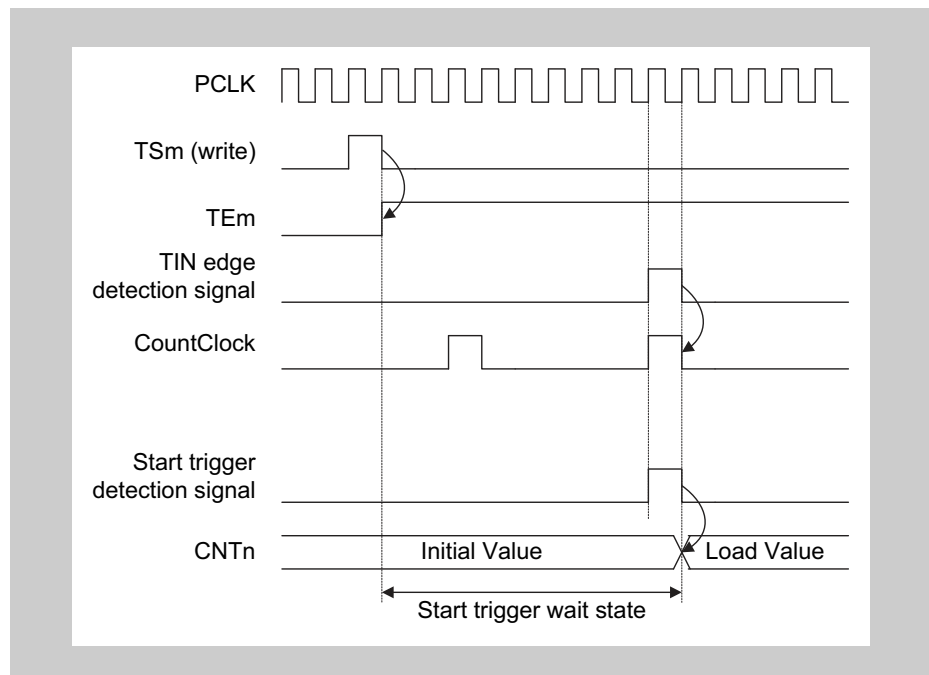 PCLK
TSm (write)
TEm
TIN edge
detection signal
CountClock
Start trigger
detection signal
CNTn
Initial Value
Load Value
Start trigger wait state